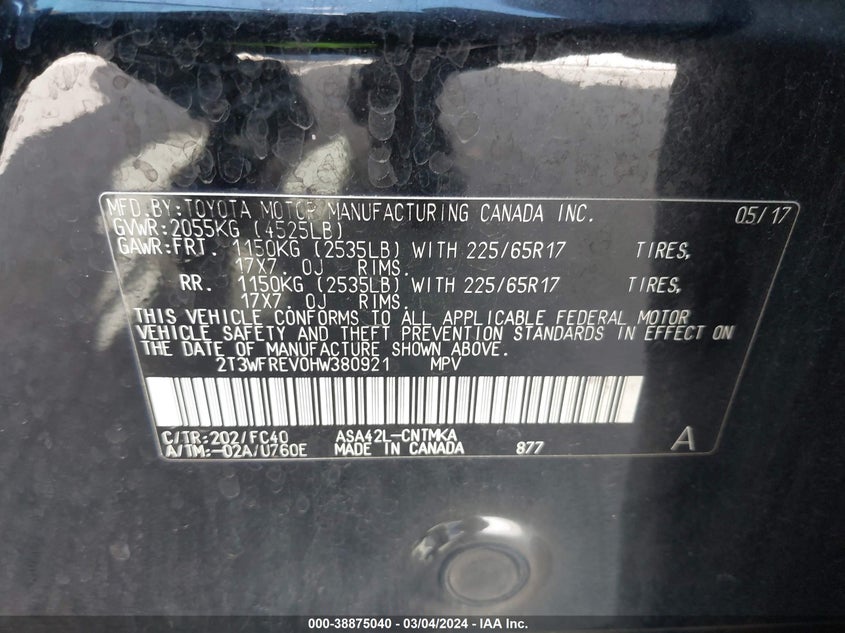 MFD.BY:TOYOTA MOTOR MANUFACTURING CANADA INC. 05/17
GVWR:2055KG (4525LB)
GAWR:FRT. 1150KG (2535LB) WITH 225/65R17 TIRES,
17X7.0J RIMS.
RR. 1150KG (2535LB) WITH 225/65R17 TIRES,
17X7.0J RIMS.
THIS VEHICLE CONFORMS TO ALL APPLICABLE FEDERAL MOTOR
VEHICLE SAFETY AND THEFT PREVENTION STANDARDS IN EFFECT ON
THE DATE OF MANUFACTURE SHOWN ABOVE.
2T3WFREV0HW380921 MPV
C/TR:202/FC40 ASA42L-CNTMKA
A/TM:-02A/U760E MADE IN CANADA 877 A
000-38875040 - 03/04/2024 - IAA Inc.